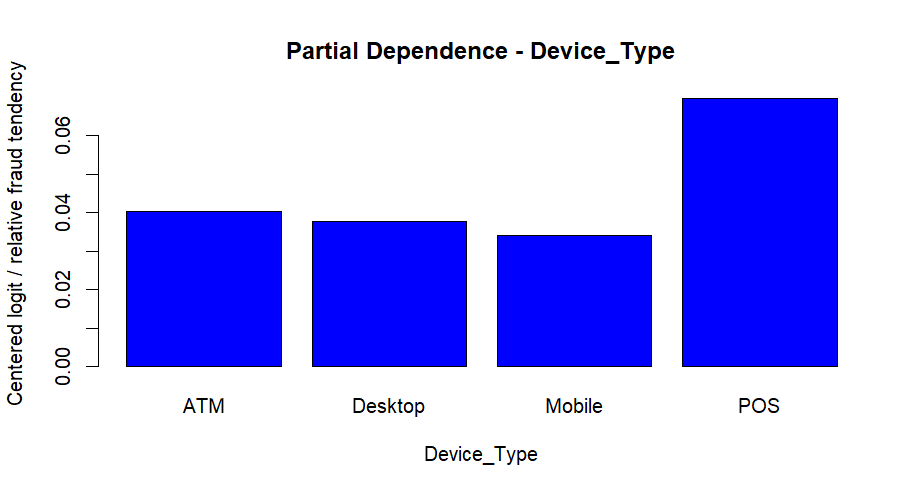 Partial Dependence - Device_Type
Centered logit / relative fraud tendency
0.06
0.04
0.02
0.00
ATM Desktop Mobile POS
Device_Type